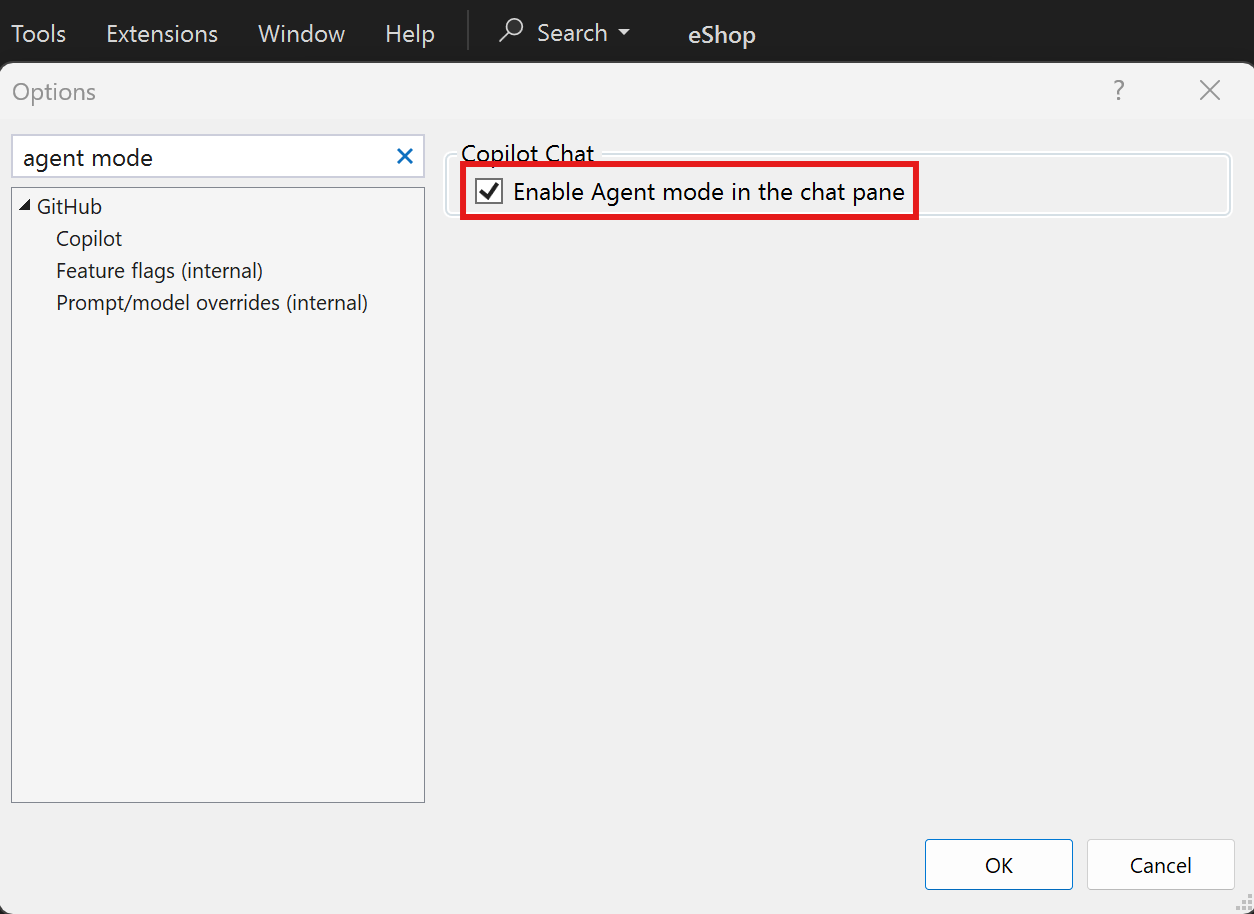 Tools Extensions Window Help Search eShop
Options ?
agent mode
GitHub
Copilot
Feature flags (internal)
Prompt/model overrides (internal)
Copilot Chat
Enable Agent mode in the chat pane
OK Cancel